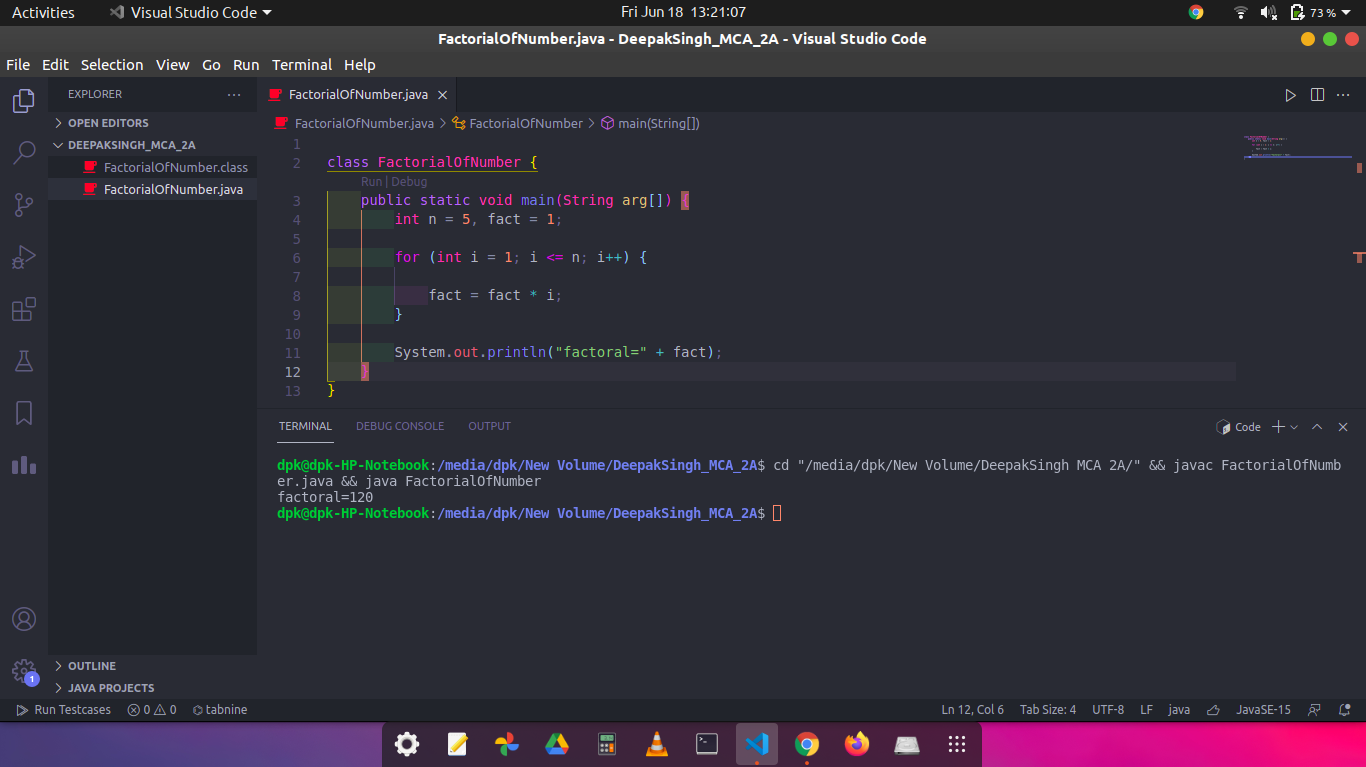 Activities Visual Studio Code Fri Jun 18 13:21:07 73 %
FactorialOfNumber.java - DeepakSingh_MCA_2A - Visual Studio Code
File Edit Selection View Go Run Terminal Help
EXPLORER ···
OPEN EDITORS
DEEPAKSINGH_MCA_2A
FactorialOfNumber.class
FactorialOfNumber.java
OUTLINE
JAVA PROJECTS
FactorialOfNumber.java
FactorialOfNumber.java > FactorialOfNumber > main(String[])
1
2 class FactorialOfNumber {
Run | Debug
3 public static void main(String arg[]) {
4 int n = 5, fact = 1;
5
6 for (int i = 1; i <= n; i++) {
7
8 fact = fact * i;
9 }
10
11 System.out.println("factoral=" + fact);
12 }
13 }
TERMINAL DEBUG CONSOLE OUTPUT Code
dpk@dpk-HP-Notebook:/media/dpk/New Volume/DeepakSingh_MCA_2A$ cd "/media/dpk/New Volume/DeepakSingh MCA 2A/" && javac FactorialOfNumb
er.java && java FactorialOfNumber
factoral=120
dpk@dpk-HP-Notebook:/media/dpk/New Volume/DeepakSingh_MCA_2A$
1
Run Testcases 0 0 tabnine Ln 12, Col 6 Tab Size: 4 UTF-8 LF java JavaSE-15